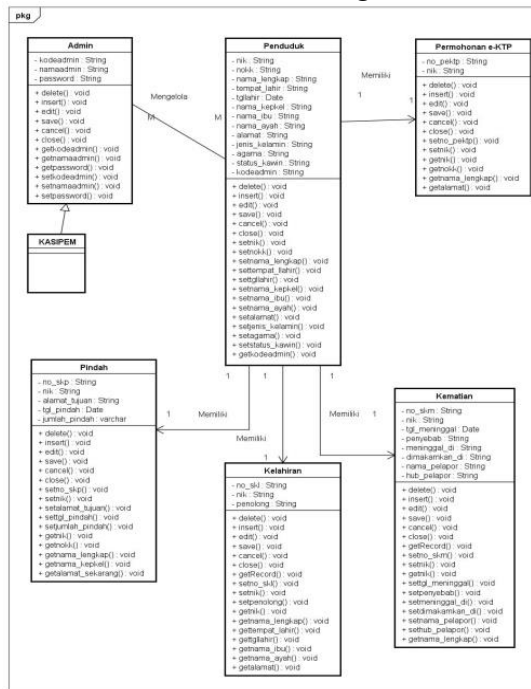 pkg
Admin
- kodeadmin : String
- namaadmin : String
- password : String
+ delete() : void
+ insert() : void
+ edit() : void
+ save() : void
+ cancel() : void
+ close() : void
+ getkodeadmin() : void
+ getnamaadmin() : void
+ getpassword() : void
+ setkodeadmin() : void
+ setnamaadmin() : void
+ setpassword() : void
KASIPEM
Mengelola
M
M
Penduduk
- nik : String
- nokk : String
- nama_lengkap : String
- tempat_lahir : String
- tgllahir : Date
- nama_kepkel : String
- nama_ibu : String
- nama_ayah : String
- alamat : String
- jenis_kelamin : String
- agama : String
- status_kawin : String
- kodeadmin : String
+ delete() : void
+ insert() : void
+ edit() : void
+ save() : void
+ cancel() : void
+ close() : void
+ setnik() : void
+ setnokk() : void
+ setnama_lengkap() : void
+ settempat_llahir() : void
+ settgllahir() : void
+ setnama_kepkel() : void
+ setnama_ibu() : void
+ setnama_ayah() : void
+ setalamat() : void
+ setjenis_kelamin() : void
+ setagama() : void
+ setstatus_kawin() : void
+ getkodeadmin() : void
Memiliki
1
1
Permohonan e-KTP
- no_pektp : String
- nik : String
+ delete() : void
+ insert() : void
+ edit() : void
+ save() : void
+ cancel() : void
+ close() : void
+ setno_pektp() : void
+ setnik() : void
+ getnik() : void
+ getnokk() : void
+ getnama_lengkap() : void
+ getalamat() : void
1
1
1
Pindah
- no_skp : String
- nik : String
- alamat_tujuan : String
- tgl_pindah : Date
- jumlah_pindah : varchar
+ delete() : void
+ insert() : void
+ edit() : void
+ save() : void
+ cancel() : void
+ close() : void
+ setno_skp() : void
+ setnik() : void
+ setalamat_tujuan() : void
+ settgl_pindah() : void
+ setjumlah_pindah() : void
+ getnik() : void
+ getnokk() : void
+ getnama_lengkap() : void
+ getnama_kepkel() : void
+ getalamat_sekarang() : void
1
Memiliki
Memiliki
1
Memiliki
1
Kelahiran
- no_skl : String
- nik : String
- penolong : String
+ delete() : void
+ insert() : void
+ edit() : void
+ save() : void
+ cancel() : void
+ close() : void
+ getRecord() : void
+ setno_skl() : void
+ setnik() : void
+ setpenolong() : void
+ getnik() : void
+ getnama_lengkap() : void
+ gettempat_lahir() : void
+ gettgllahir() : void
+ getnama_ibu() : void
+ getnama_ayah() : void
+ getalamat() : void
Kematian
- no_skm : String
- nik : String
- tgl_meninggal : Date
- penyebab : String
- meninggal_di : String
- dimakamkan_di : String
- nama_pelapor : String
- hub_pelapor : String
+ delete() : void
+ insert() : void
+ edit() : void
+ save() : void
+ cancel() : void
+ close() : void
+ getRecord() : void
+ setno_skm() : void
+ setnik() : void
+ getnik() : void
+ settgl_meninggal() : void
+ setpenyebab() : void
+ setmeninggal_di() : void
+ setdimakamkan_di() : void
+ setnama_pelapor() : void
+ sethub_pelapor() : void
+ getnama_lengkap() : void